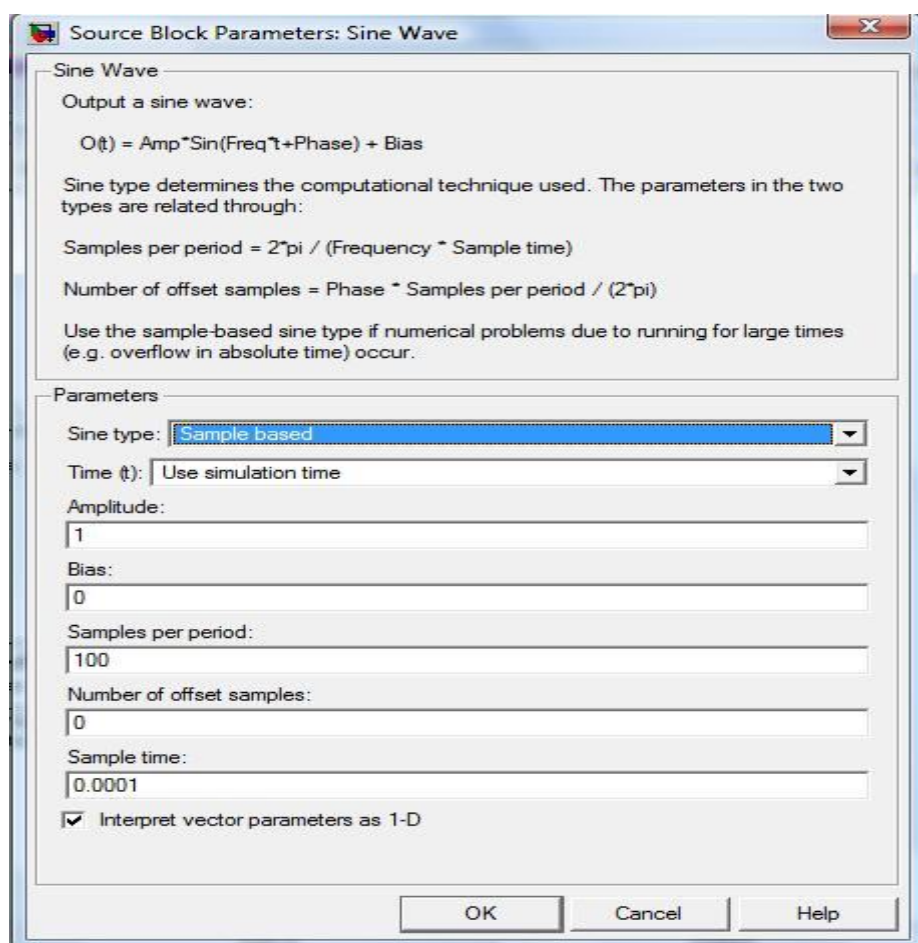 Source Block Parameters: Sine Wave
Sine Wave
Output a sine wave:
O(t) = Amp*Sin(Freq*t+Phase) + Bias
Sine type determines the computational technique used. The parameters in the two
types are related through:
Samples per period = 2*pi / (Frequency * Sample time)
Number of offset samples = Phase * Samples per period / (2*pi)
Use the sample-based sine type if numerical problems due to running for large times
(e.g. overflow in absolute time) occur.
Parameters
Sine type: Sample based
Time (t): Use simulation time
Amplitude:
1
Bias:
0
Samples per period:
100
Number of offset samples:
0
Sample time:
0.0001
Interpret vector parameters as 1-D
OK Cancel Help